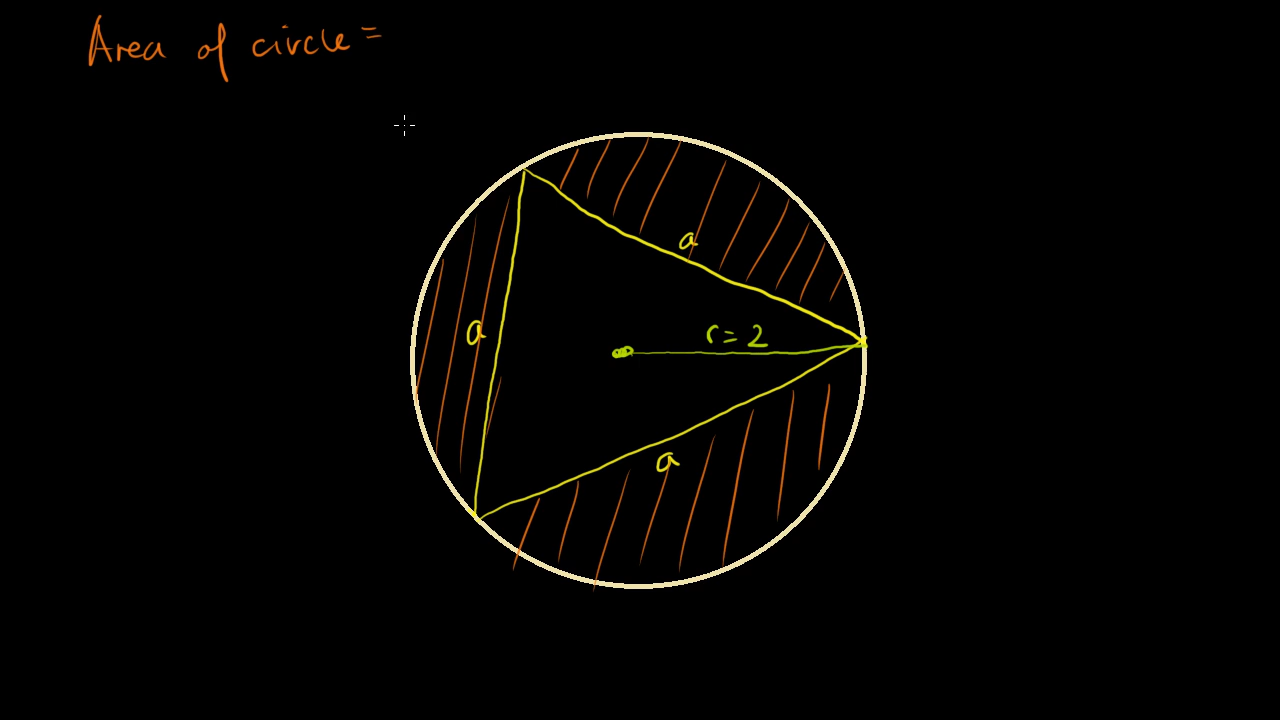 Area of circle =
a
a
r = 2
a